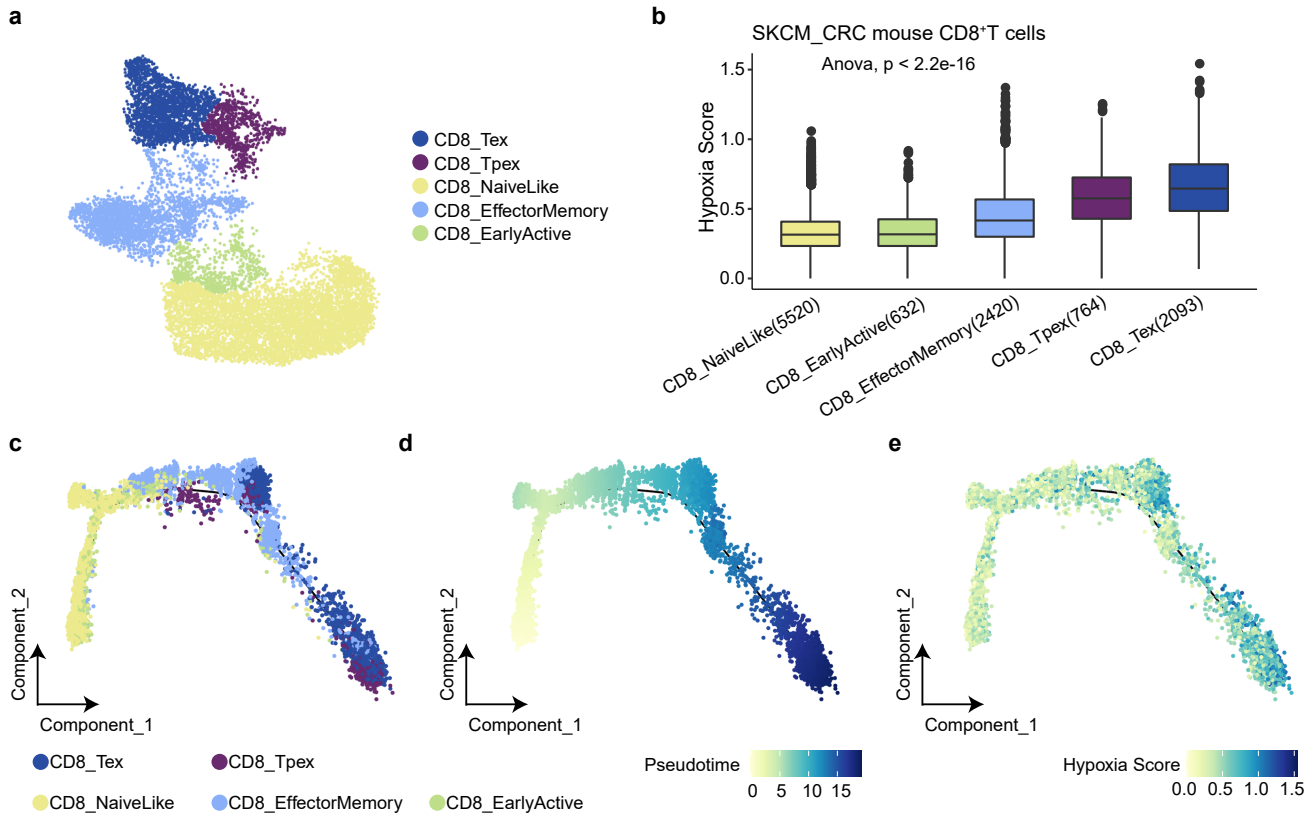 a
CD8_Tex
CD8_Tpex
CD8_NaiveLike
CD8_EffectorMemory
CD8_EarlyActive
b
SKCM_CRC mouse CD8⁺T cells
Anova, p < 2.2e-16
Hypoxia Score
1.5
1.0
0.5
0.0
CD8_NaiveLike(5520)
CD8_EarlyActive(632)
CD8_EffectorMemory(2420)
CD8_Tpex(764)
CD8_Tex(2093)
c
Component_2
Component_1
CD8_Tex
CD8_Tpex
CD8_NaiveLike
CD8_EffectorMemory
CD8_EarlyActive
d
Component_2
Component_1
Pseudotime
0 5 10 15
e
Component_2
Component_1
Hypoxia Score
0.0 0.5 1.0 1.5